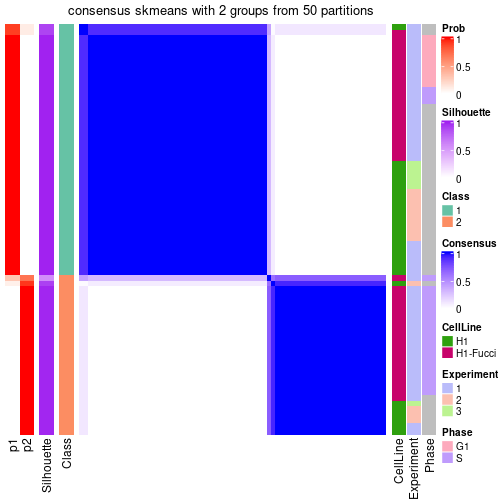 consensus skmeans with 2 groups from 50 partitions
p1
p2
Silhouette
Class
CellLine
Experiment
Phase
Prob
1
0.5
0
Silhouette
1
0.5
0
Class
1
2
Consensus
1
0.5
0
CellLine
H1
H1-Fucci
Experiment
1
2
3
Phase
G1
S